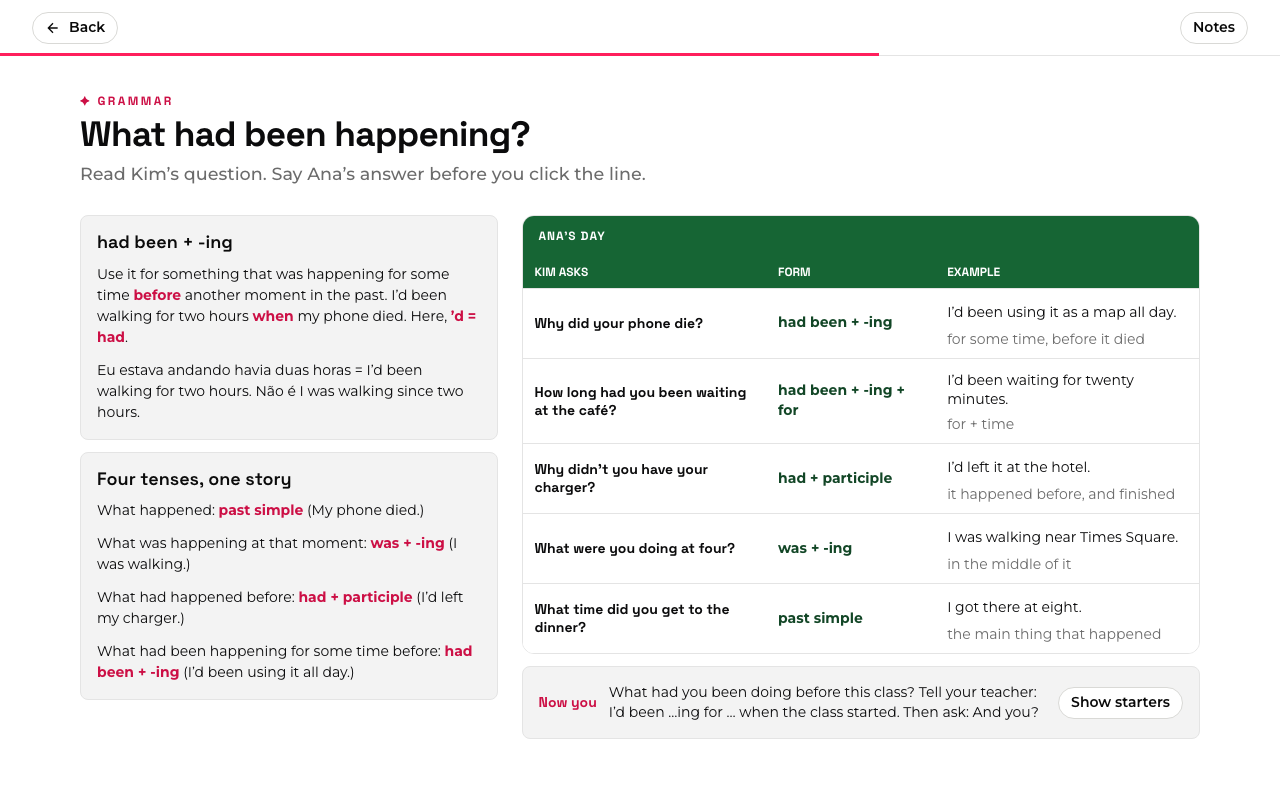 Back
Notes
GRAMMAR
What had been happening?
Read Kim’s question. Say Ana’s answer before you click the line.
had been + -ing
Use it for something that was happening for some
time before another moment in the past. I’d been
walking for two hours when my phone died. Here, ’d =
had.
Eu estava andando havia duas horas = I’d been
walking for two hours. Não é I was walking since two
hours.
Four tenses, one story
What happened: past simple (My phone died.)
What was happening at that moment: was + -ing (I
was walking.)
What had happened before: had + participle (I’d left
my charger.)
What had been happening for some time before: had
been + -ing (I’d been using it all day.)
ANA’S DAY
KIM ASKS FORM EXAMPLE
Why did your phone die? had been + -ing I’d been using it as a map all day.
for some time, before it died
How long had you been waiting
at the café?
had been + -ing +
for
I’d been waiting for twenty
minutes.
for + time
Why didn’t you have your
charger?
had + participle
I’d left it at the hotel.
it happened before, and finished
What were you doing at four? was + -ing I was walking near Times Square.
in the middle of it
What time did you get to the
dinner?
past simple
I got there at eight.
the main thing that happened
Now you
What had you been doing before this class? Tell your teacher:
I’d been …ing for … when the class started. Then ask: And you?
Show starters